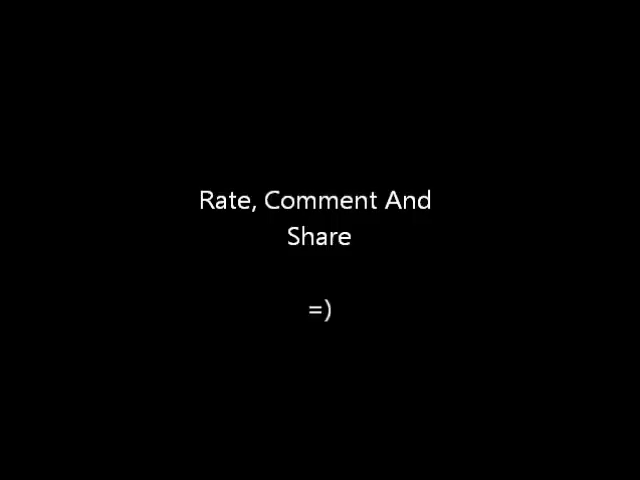 Rate, Comment And
Share
=)